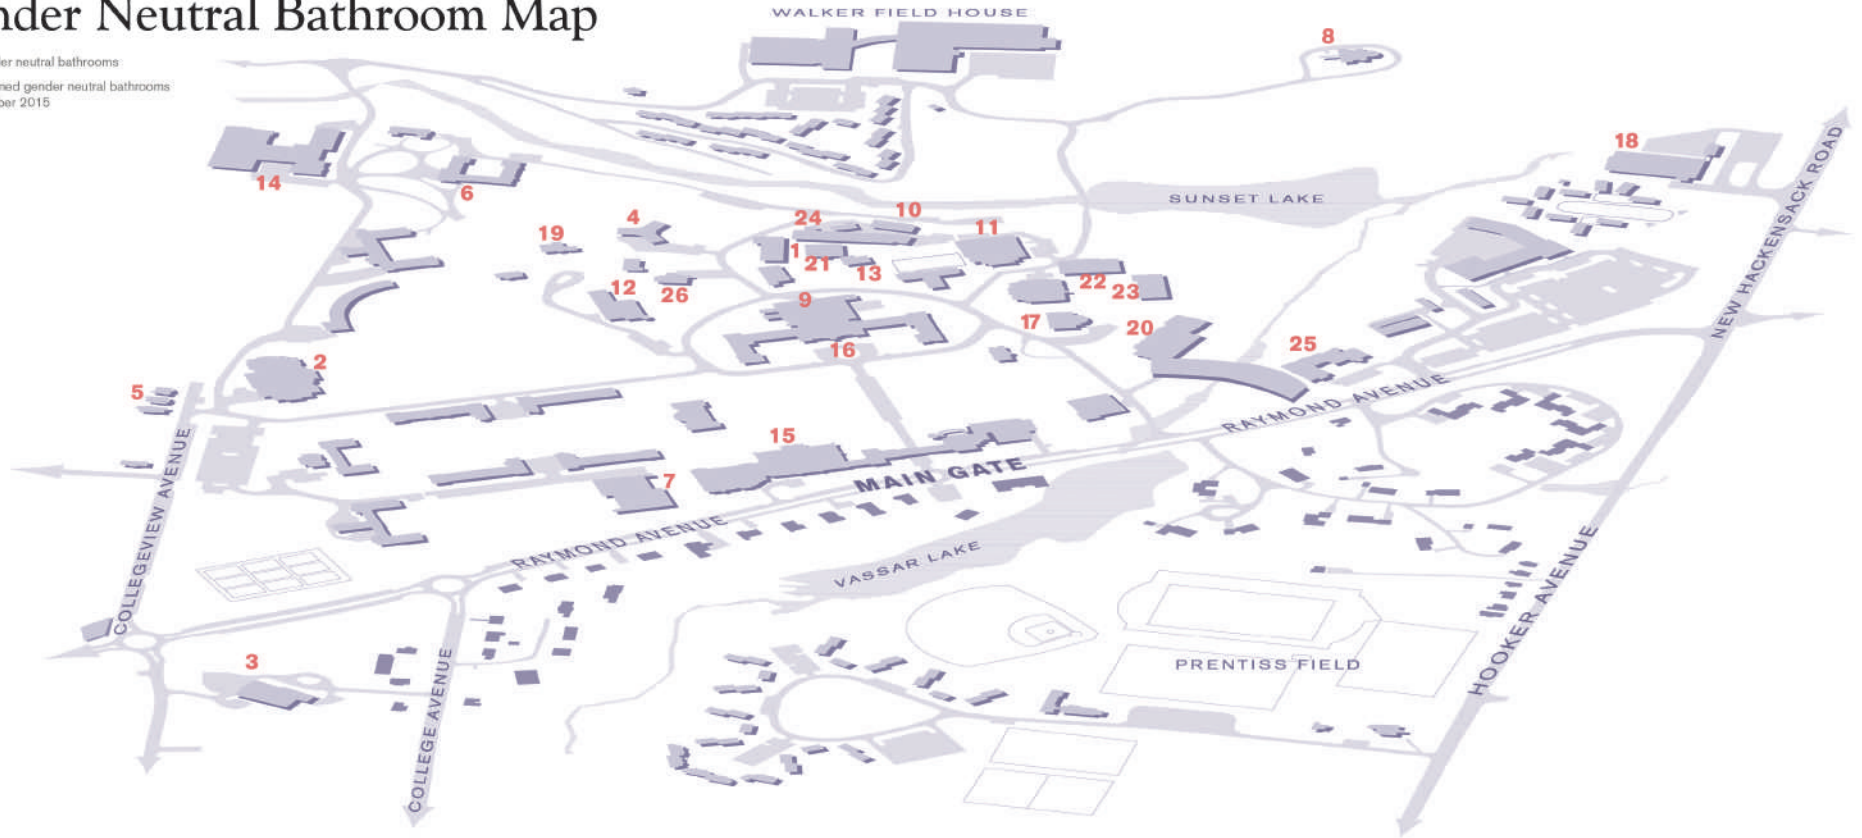 nder Neutral Bathroom Map
er neutral bathrooms
ned gender neutral bathrooms
ber 2015
WALKER FIELD HOUSE
8
18
14
6
SUNSET LAKE
NEW HACKENSACK ROAD
4
24
10
19
11
1
21
13
12
26
22
23
9
17
20
16
25
2
5
RAYMOND AVENUE
15
MAIN GATE
7
COLLEGEVIEW AVENUE
RAYMOND AVENUE
VASSAR LAKE
HOOKER AVENUE
3
PRENTISS FIELD
COLLEGE AVENUE